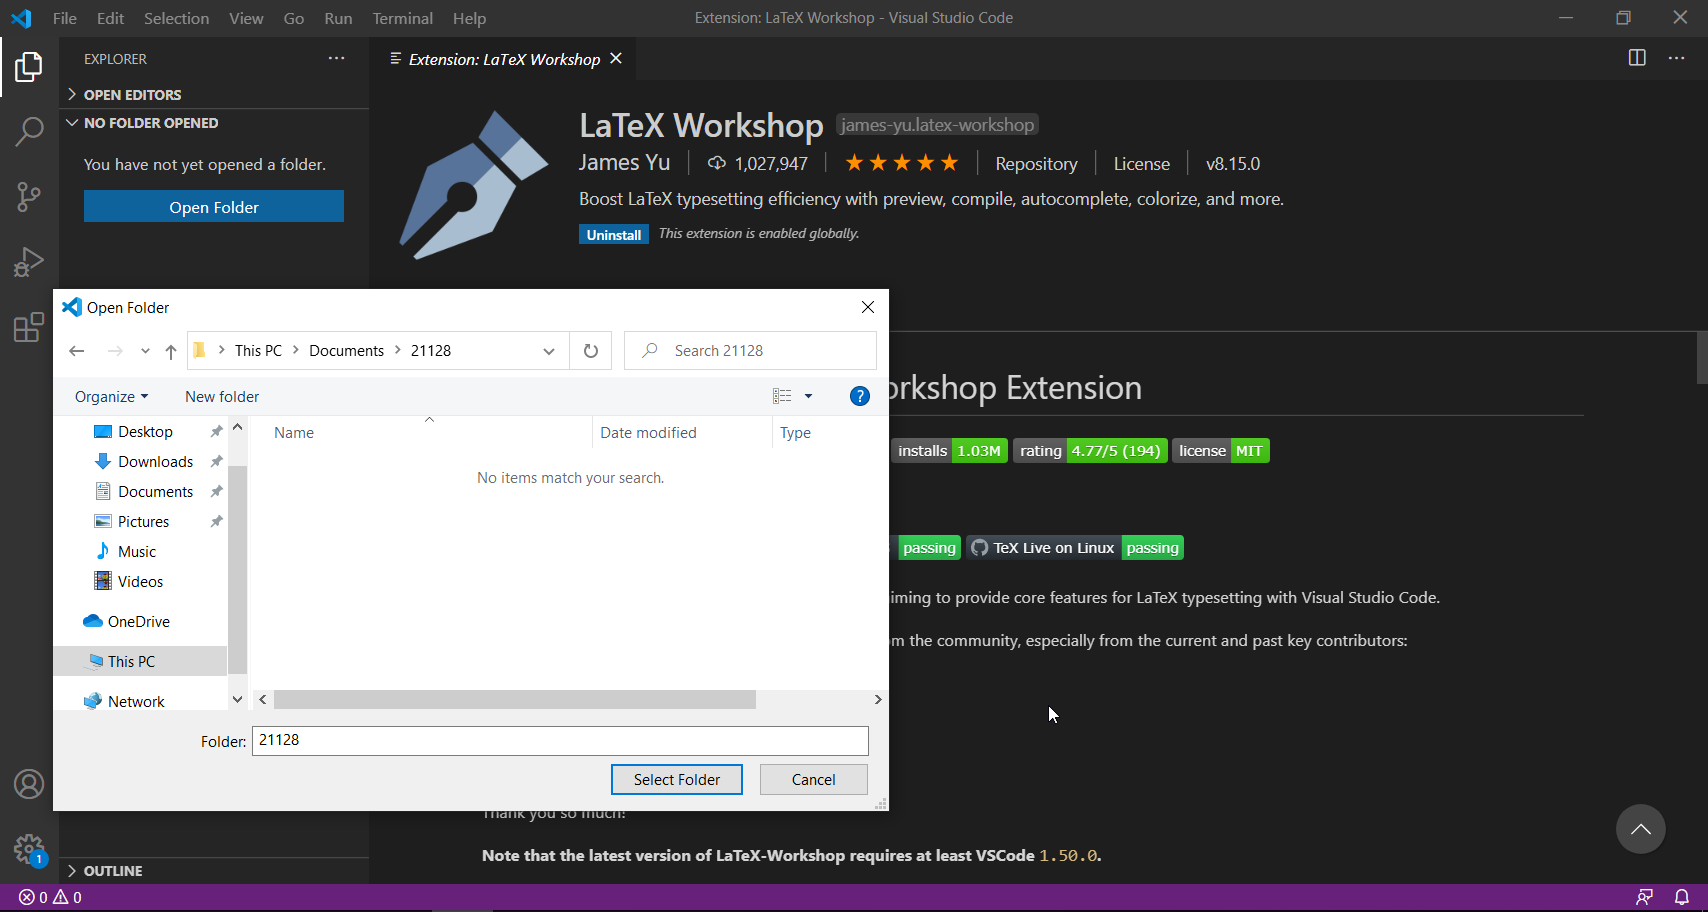 File Edit Selection View Go Run Terminal Help
Extension: LaTeX Workshop - Visual Studio Code
EXPLORER
Extension: LaTeX Workshop
OPEN EDITORS
NO FOLDER OPENED
You have not yet opened a folder.
Open Folder
LaTeX Workshop james-yu.latex-workshop
James Yu 1,027,947 Repository License v8.15.0
Boost LaTeX typesetting efficiency with preview, compile, autocomplete, colorize, and more.
Uninstall This extension is enabled globally.
Open Folder
This PC > Documents > 21128
Search 21128
Organize New folder
Desktop
Downloads
Documents
Pictures
Music
Videos
OneDrive
This PC
Network
Name Date modified Type
No items match your search.
Folder: 21128
Select Folder Cancel
orkshop Extension
installs 1.03M rating 4.77/5 (194) license MIT
passing TeX Live on Linux passing
iming to provide core features for LaTeX typesetting with Visual Studio Code.
m the community, especially from the current and past key contributors:
Thank you so much!
Note that the latest version of LaTeX-Workshop requires at least VSCode 1.50.0.
1
OUTLINE
0 0